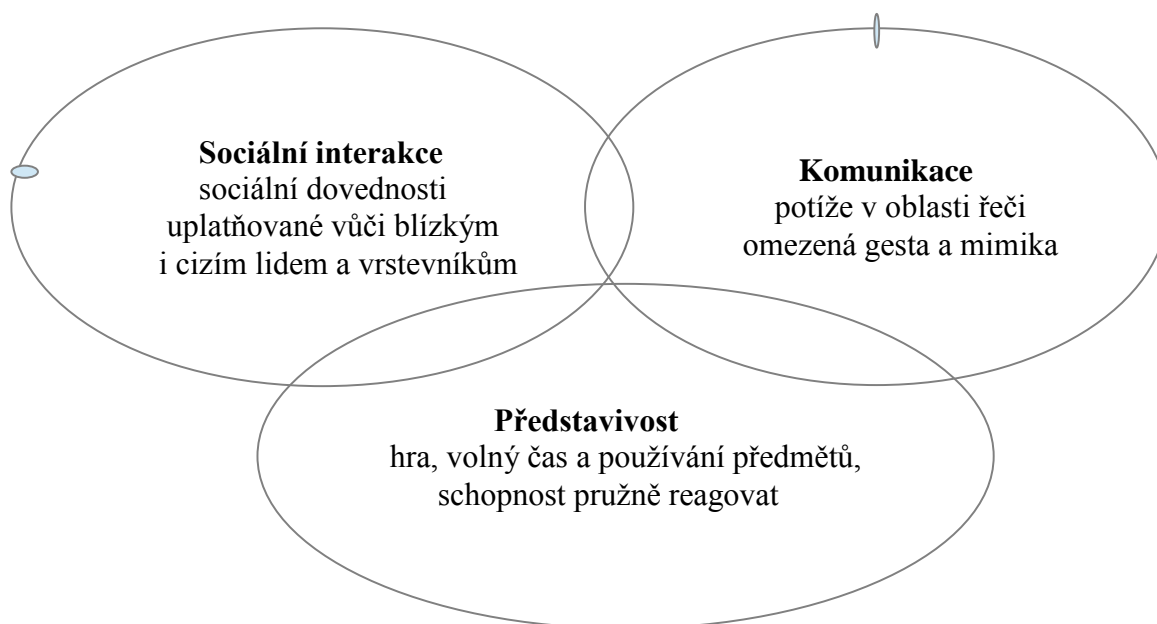 Sociální interakce
sociální dovednosti
uplatňované vůči blízkým
i cizím lidem a vrstevníkům
Komunikace
potíže v oblasti řeči
omezená gesta a mimika
Představivost
hra, volný čas a používání předmětů,
schopnost pružně reagovat